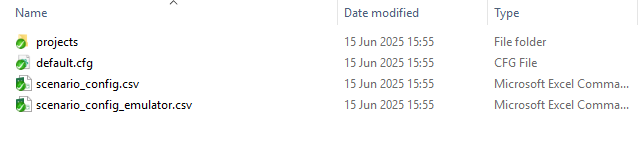 Name Date modified Type
projects 15 Jun 2025 15:55 File folder
default.cfg 15 Jun 2025 15:55 CFG File
scenario_config.csv 15 Jun 2025 15:55 Microsoft Excel Comma...
scenario_config_emulator.csv 15 Jun 2025 15:55 Microsoft Excel Comma...